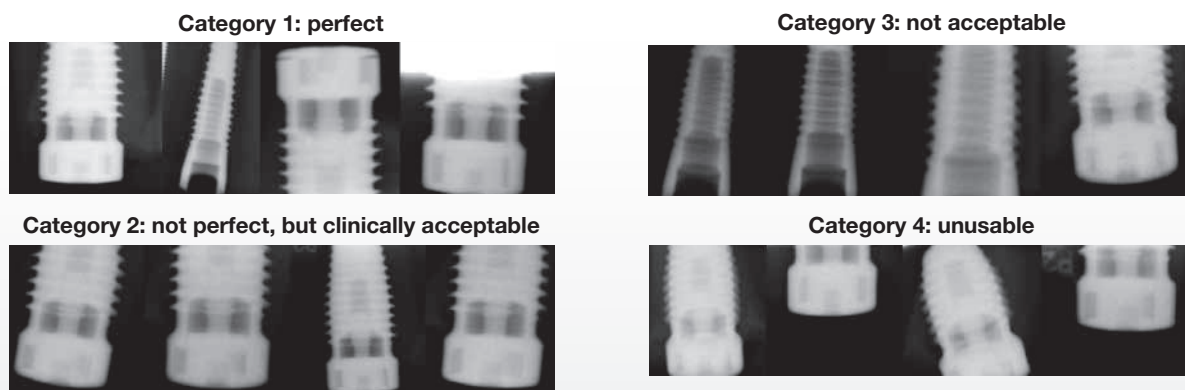 Category 1: perfect
Category 3: not acceptable
Category 2: not perfect, but clinically acceptable
Category 4: unusable